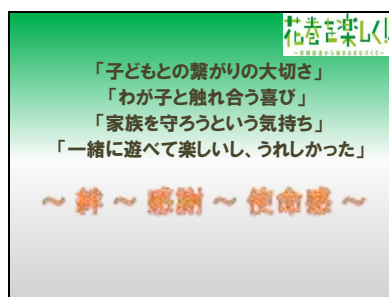 花巻を楽しく!
「子どもとの繋がりの大切さ」
「わが子と触れ合う喜び」
「家族を守ろうという気持ち」
「一緒に遊べて楽しいし、うれしかった」
～ 絆 ～ 感謝 ～ 使命感 ～